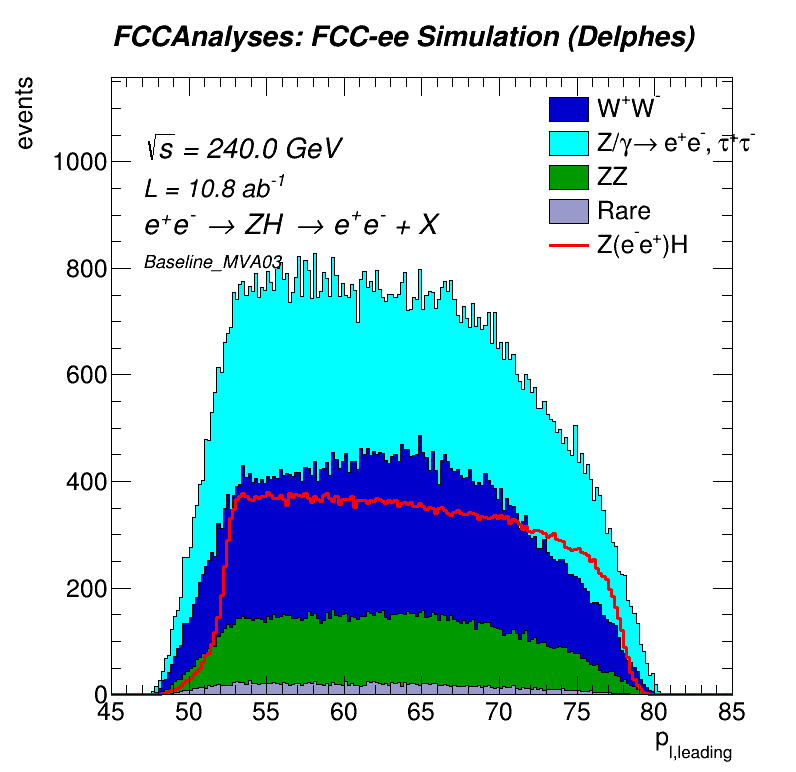 FCCAnalyses: FCC-ee Simulation (Delphes)
events
1000
800
600
400
200
0
√s = 240.0 GeV
L = 10.8 ab⁻¹
e⁺e⁻ → ZH → e⁺e⁻ + X
Baseline_MVA03
W⁺W⁻
Z/γ→ e⁺e⁻, τ⁺τ⁻
ZZ
Rare
Z(e⁻e⁺)H
45 50 55 60 65 70 75 80 85
p_l,leading